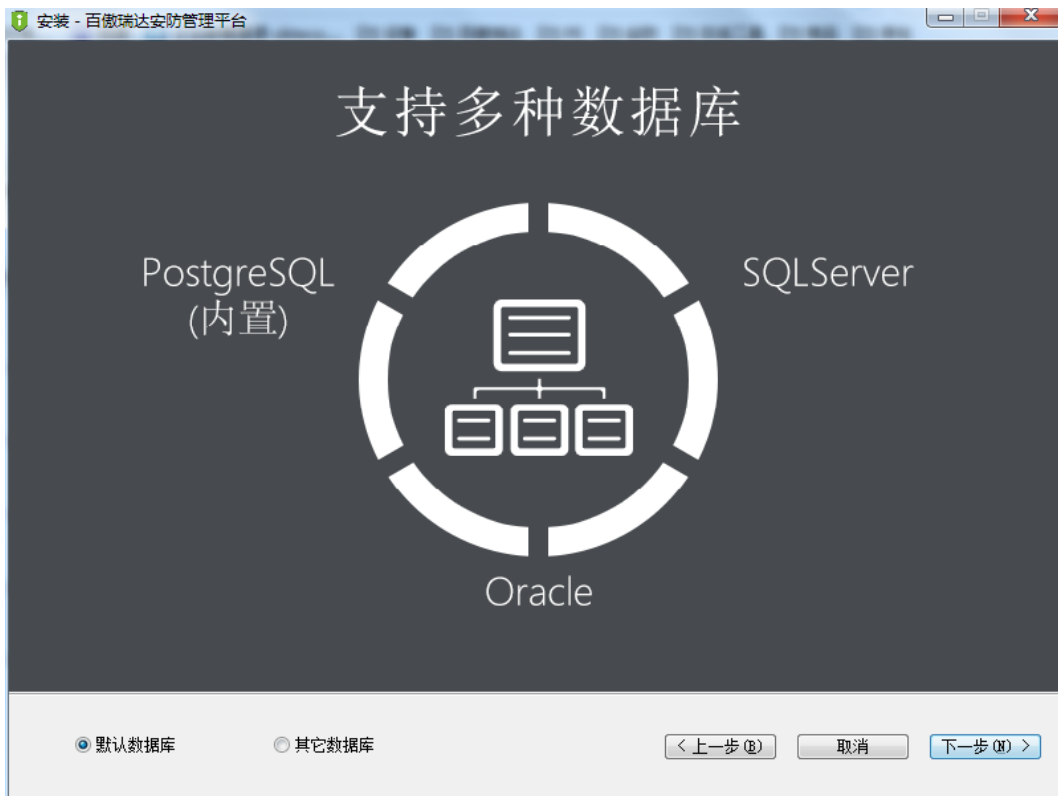 安装 - 百傲瑞达安防管理平台
支持多种数据库
PostgreSQL
(内置)
SQLServer
Oracle
默认数据库
其它数据库
< 上一步(B)
取消
下一步(N) >